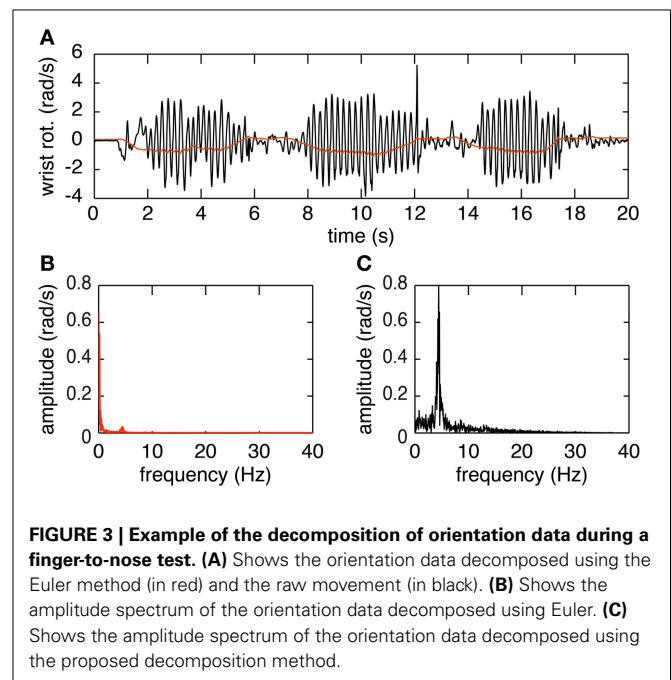 A
wrist rot. (rad/s)
6
4
2
0
-2
-4
0 2 4 6 8 10 12 14 16 18 20
time (s)
B
amplitude (rad/s)
0.8
0.6
0.4
0.2
0
0 10 20 30 40
frequency (Hz)
C
amplitude (rad/s)
0.8
0.6
0.4
0.2
0
0 10 20 30 40
frequency (Hz)
FIGURE 3 | Example of the decomposition of orientation data during a
finger-to-nose test. (A) Shows the orientation data decomposed using the
Euler method (in red) and the raw movement (in black). (B) Shows the
amplitude spectrum of the orientation data decomposed using Euler. (C)
Shows the amplitude spectrum of the orientation data decomposed using
the proposed decomposition method.